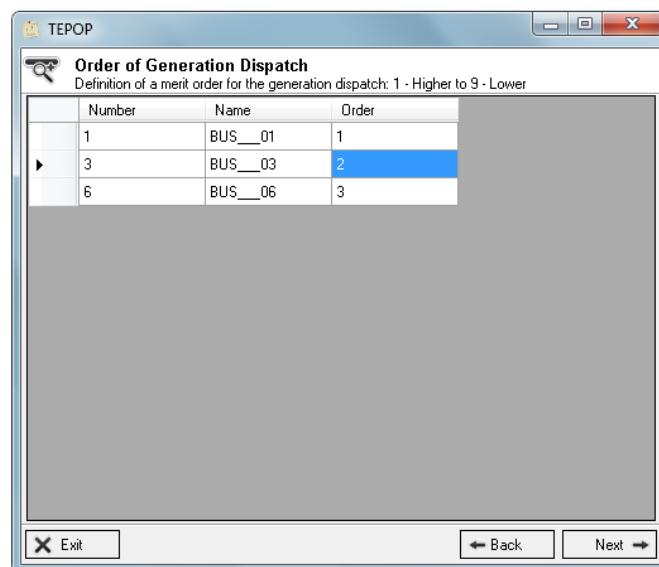 TEPOP
Order of Generation Dispatch
Definition of a merit order for the generation dispatch: 1 - Higher to 9 - Lower
Number Name Order
1 BUS___01 1
3 BUS___03 2
6 BUS___06 3
Exit Back Next